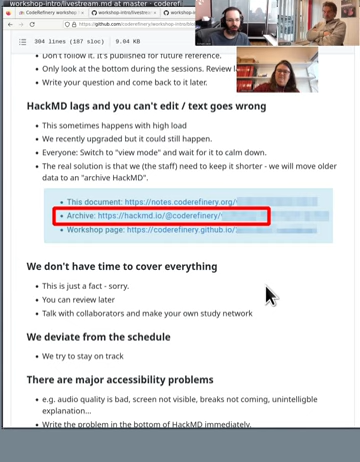 workshop-intro/livestream.md at master · coderefi
CodeRefinery workshop
workshop-intro/livestream
https://github.com/coderefinery/workshop-intro/
304 lines (187 sloc)
9.04 KB
Don't follow it. It's published for future reference.
Only look at the bottom during the sessions. Review l
Write your question and come back to it later.
HackMD lags and you can't edit / text goes wrong
This sometimes happens with high load
We recently upgraded but it could still happen.
Everyone: Switch to "view mode" and wait for it to calm down.
The real solution is that we (the staff) need to keep it shorter - we will move older
data to an "archive HackMD".
This document: https://notes.coderefinery.org/
Archive: https://hackmd.io/@coderefinery/
Workshop page: https://coderefinery.github.io/
We don't have time to cover everything
This is just a fact - sorry.
You can review later
Talk with collaborators and make your own study network
We deviate from the schedule
We try to stay on track
There are major accessibility problems
e.g. audio quality is bad, screen not visible, breaks not coming, unintelligble
explanation...
Write the problem in the bottom of HackMD immediately.